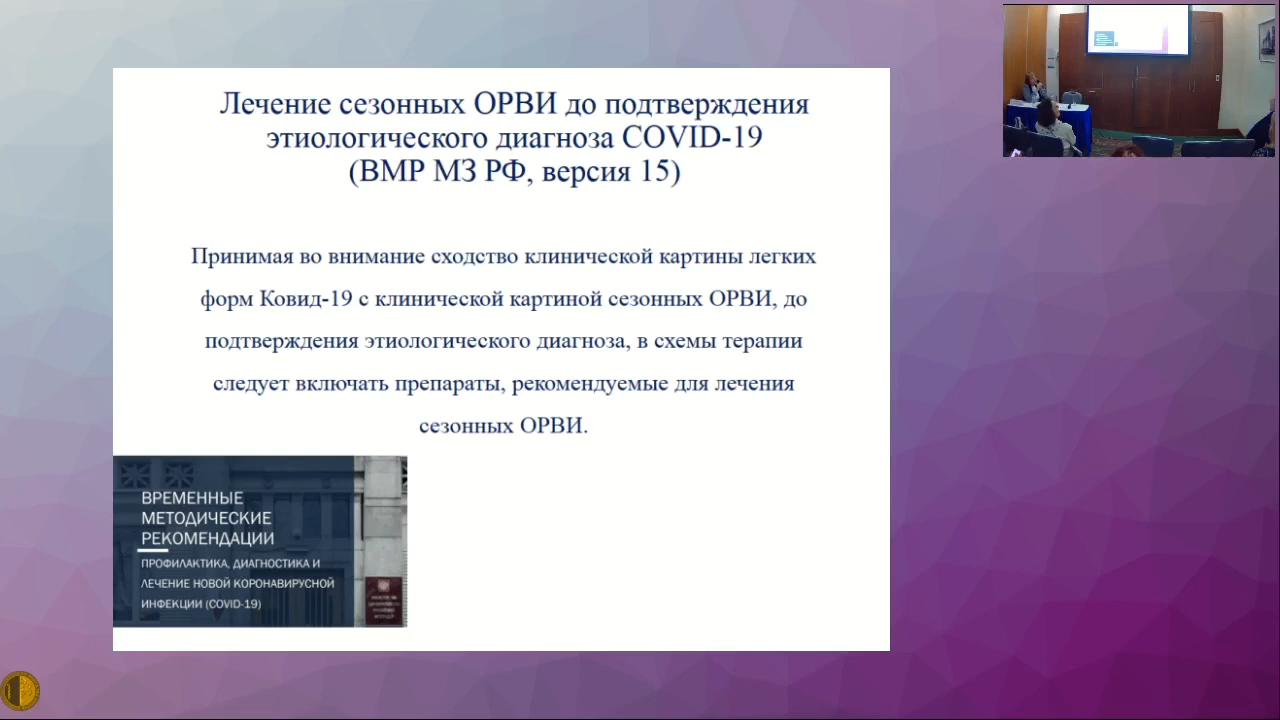 Лечение сезонных ОРВИ до подтверждения
этиологического диагноза COVID-19
(ВМР МЗ РФ, версия 15)
Принимая во внимание сходство клинической картины легких
форм Ковид-19 с клинической картиной сезонных ОРВИ, до
подтверждения этиологического диагноза, в схемы терапии
следует включать препараты, рекомендуемые для лечения
сезонных ОРВИ.
ВРЕМЕННЫЕ
МЕТОДИЧЕСКИЕ
РЕКОМЕНДАЦИИ
ПРОФИЛАКТИКА, ДИАГНОСТИКА И
ЛЕЧЕНИЕ НОВОЙ КОРОНАВИРУСНОЙ
ИНФЕКЦИИ (COVID-19)